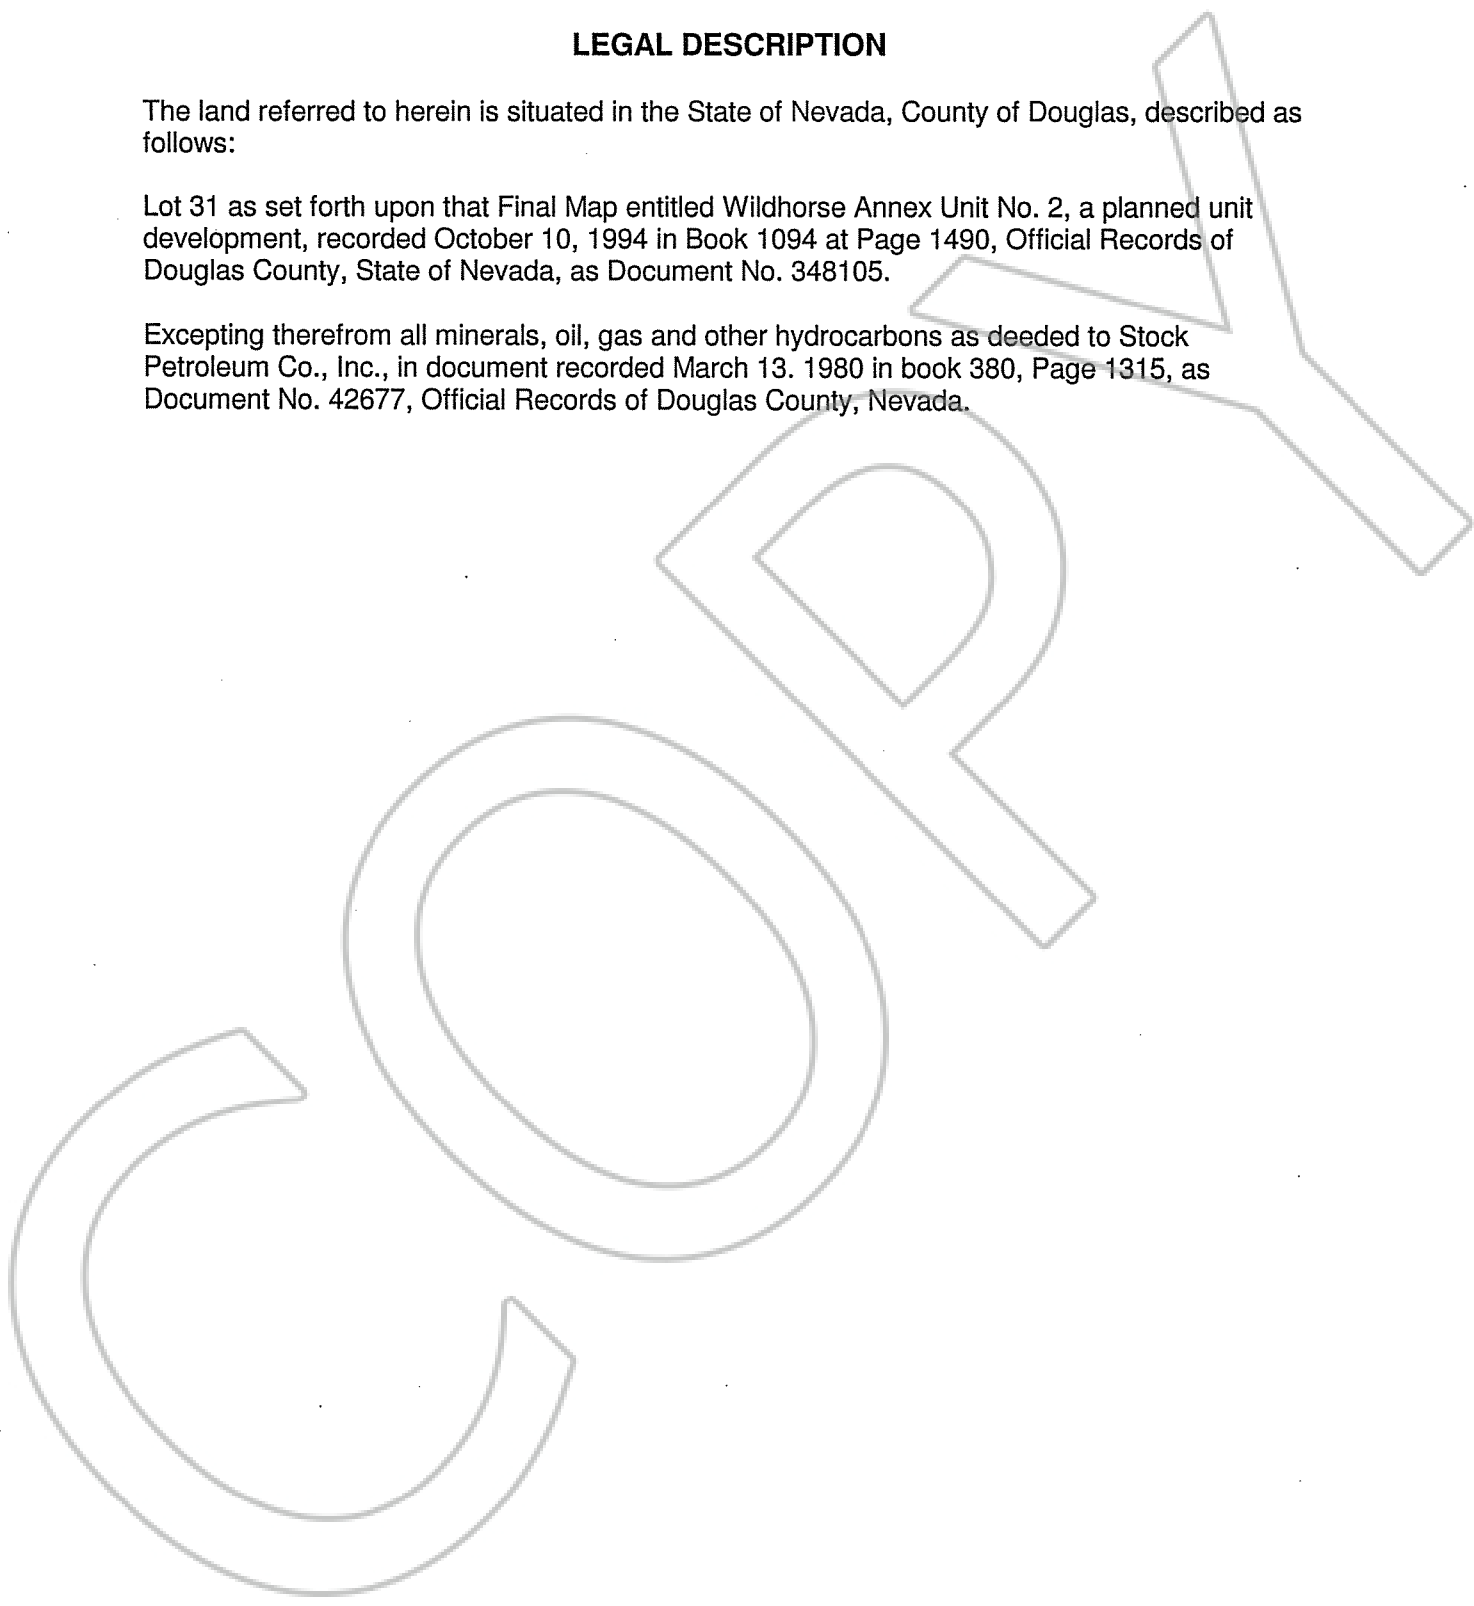 LEGAL DESCRIPTION
The land referred to herein is situated in the State of Nevada, County of Douglas, described as
follows:
Lot 31 as set forth upon that Final Map entitled Wildhorse Annex Unit No. 2, a planned unit
development, recorded October 10, 1994 in Book 1094 at Page 1490, Official Records of
Douglas County, State of Nevada, as Document No. 348105.
Excepting therefrom all minerals, oil, gas and other hydrocarbons as deeded to Stock
Petroleum Co., Inc., in document recorded March 13. 1980 in book 380, Page 1315, as
Document No. 42677, Official Records of Douglas County, Nevada.
COPY